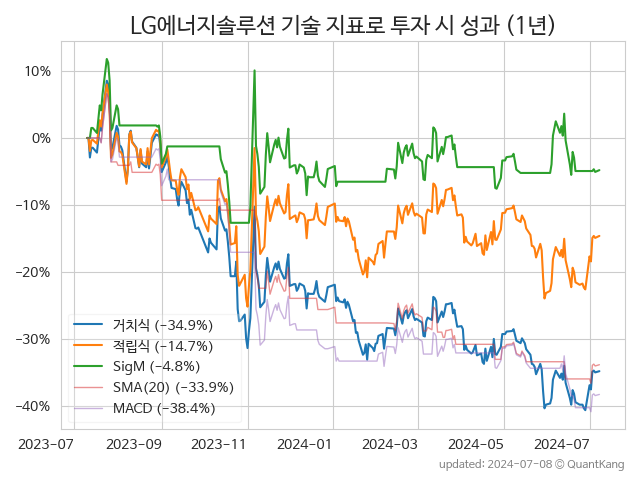 LG에너지솔루션 기술 지표로 투자 시 성과 (1년)
10%
0%
−10%
−20%
−30%
−40%
거치식 (−34.9%)
적립식 (−14.7%)
SigM (−4.8%)
SMA(20) (−33.9%)
MACD (−38.4%)
2023-07 2023-09 2023-11 2024-01 2024-03 2024-05 2024-07
updated: 2024-07-08 © QuantKang